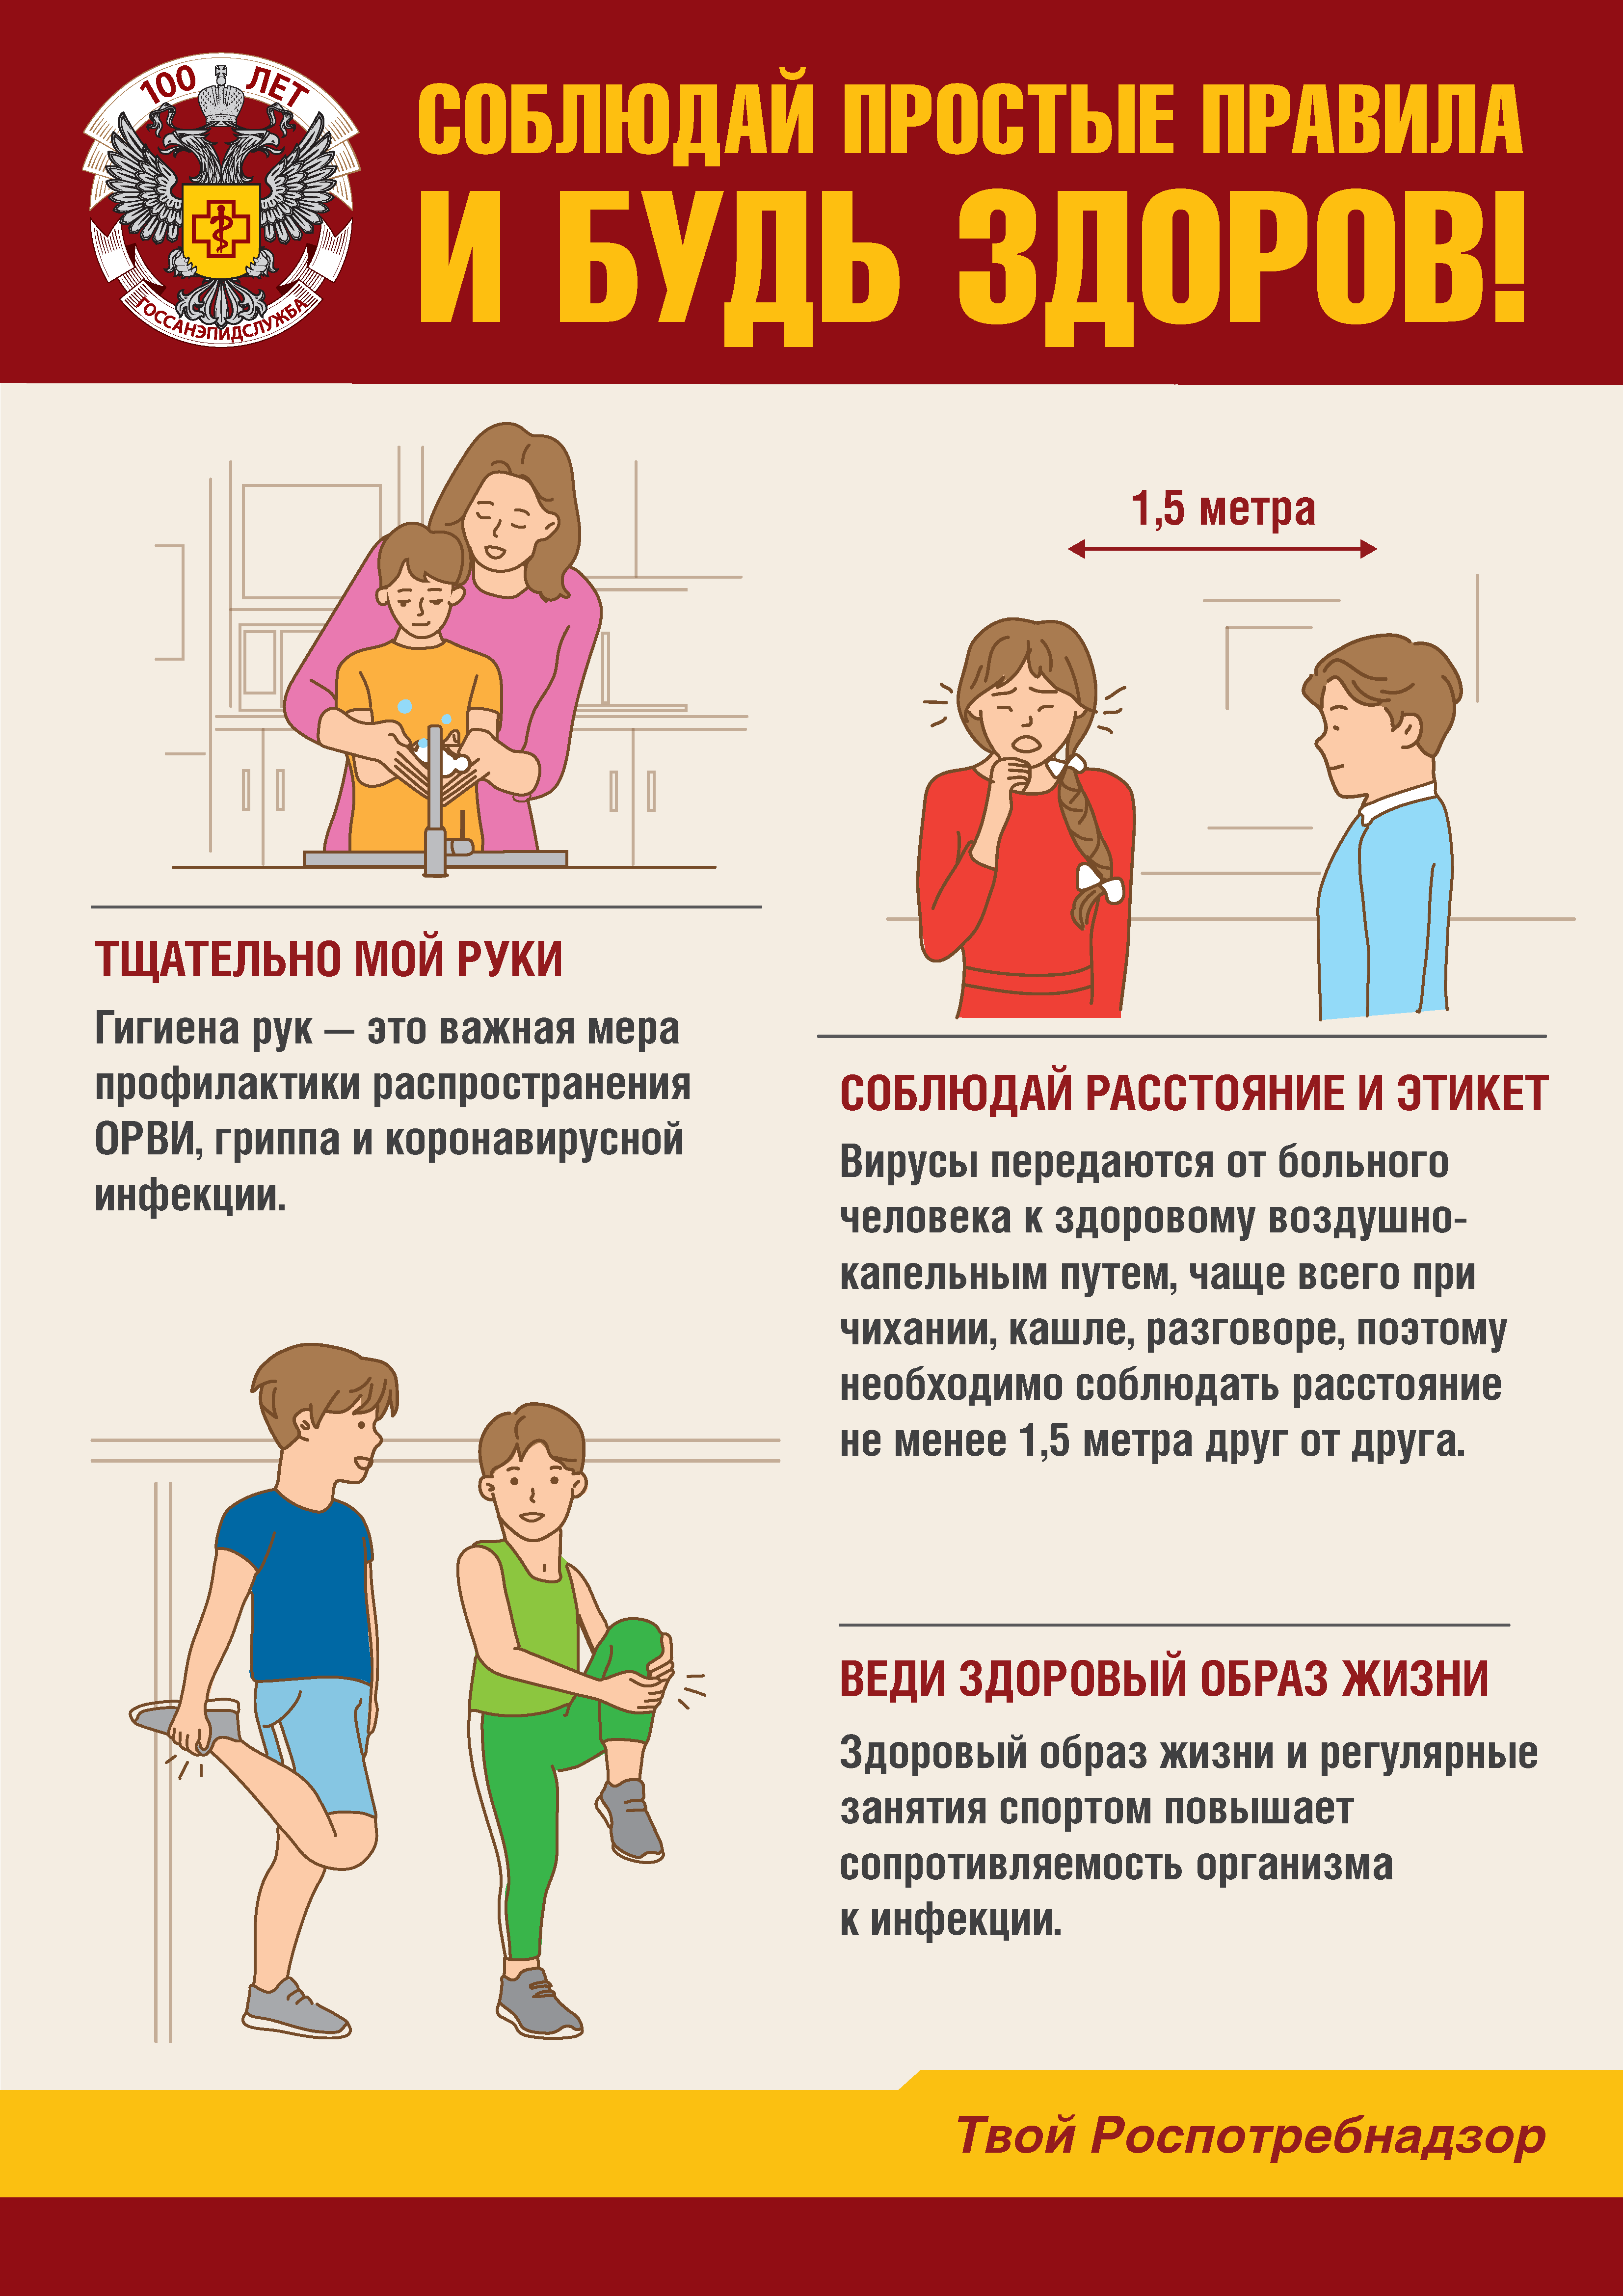 100 ЛЕТ
ГОССАНЭПИДСЛУЖБА
СОБЛЮДАЙ ПРОСТЫЕ ПРАВИЛА
И БУДЬ ЗДОРОВ!
ТЩАТЕЛЬНО МОЙ РУКИ
Гигиена рук — это важная мера
профилактики распространения
ОРВИ, гриппа и коронавирусной
инфекции.
1,5 метра
СОБЛЮДАЙ РАССТОЯНИЕ И ЭТИКЕТ
Вирусы передаются от больного
человека к здоровому воздушно-
капельным путем, чаще всего при
чихании, кашле, разговоре, поэтому
необходимо соблюдать расстояние
не менее 1,5 метра друг от друга.
ВЕДИ ЗДОРОВЫЙ ОБРАЗ ЖИЗНИ
Здоровый образ жизни и регулярные
занятия спортом повышает
сопротивляемость организма
к инфекции.
Твой Роспотребнадзор